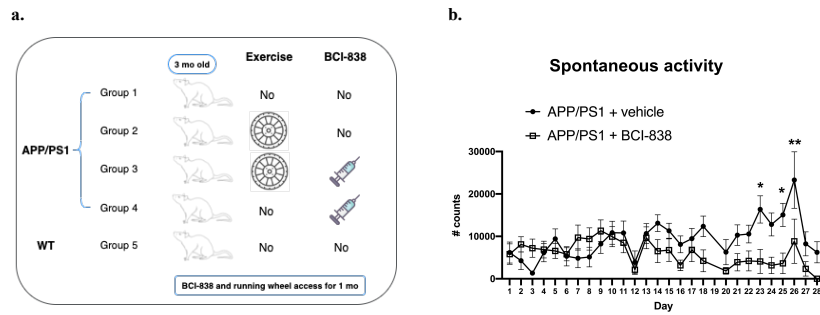 a.
3 mo old Exercise BCI-838
Group 1 No No
Group 2 No
APP/PS1
Group 3
Group 4 No
WT Group 5 No No
BCI-838 and running wheel access for 1 mo
b.
Spontaneous activity
APP/PS1 + vehicle
APP/PS1 + BCI-838
**
* *
# counts
30000
20000
10000
0
1 2 3 4 5 6 7 8 9 10 11 12 13 14 15 16 17 18 19 20 21 22 23 24 25 26 27 28
Day